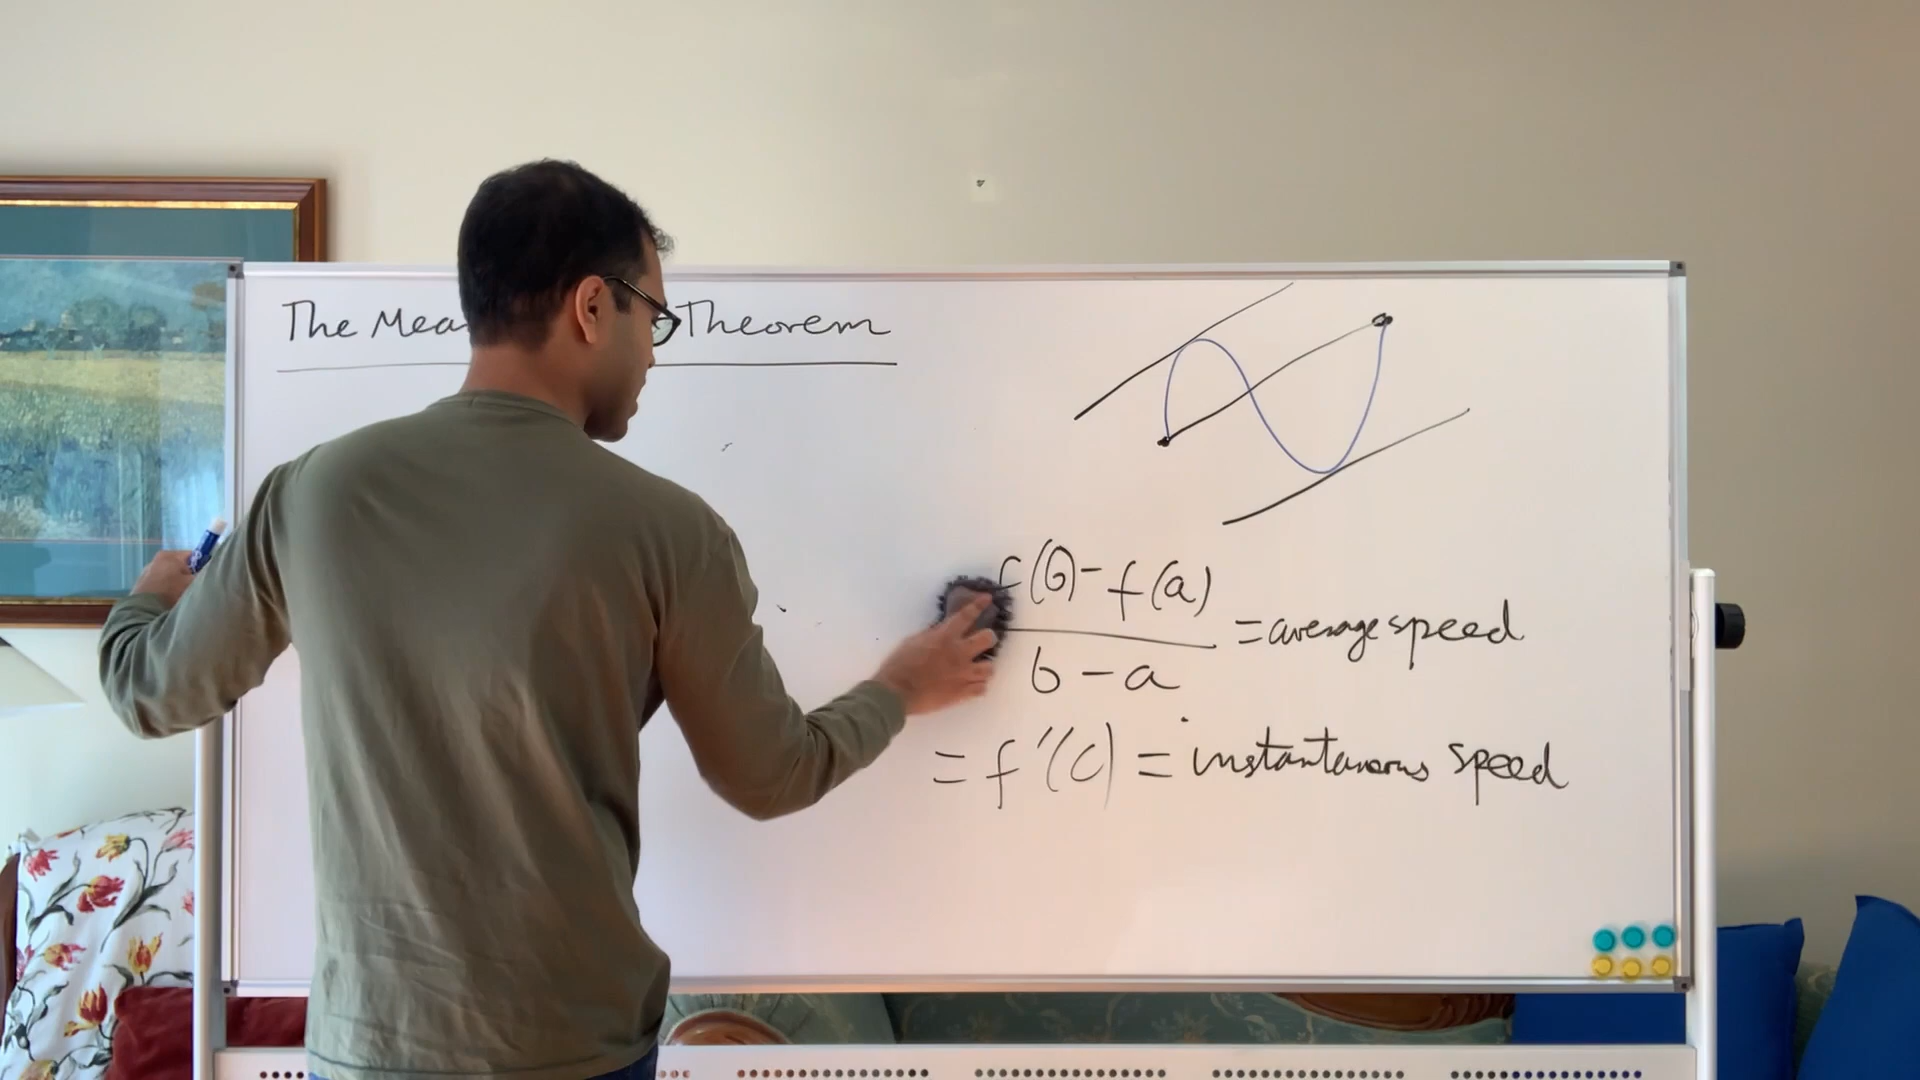 The Mea Theorem
f(b) - f(a)
b - a
= average speed
= f'(c) = instantaneous speed